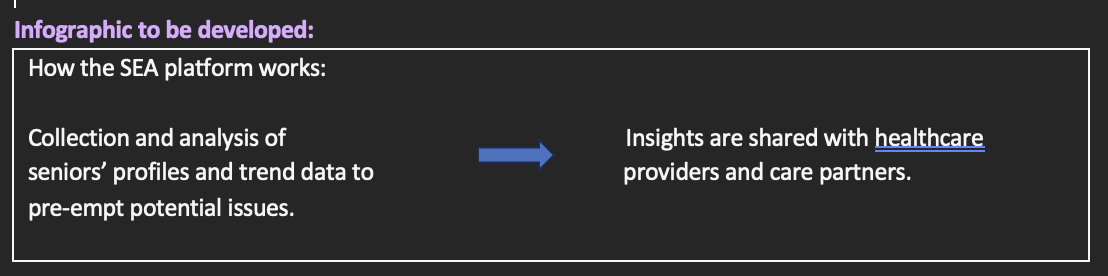 Infographic to be developed:
How the SEA platform works:
Collection and analysis of
seniors’ profiles and trend data to
pre-empt potential issues.
Insights are shared with healthcare
providers and care partners.